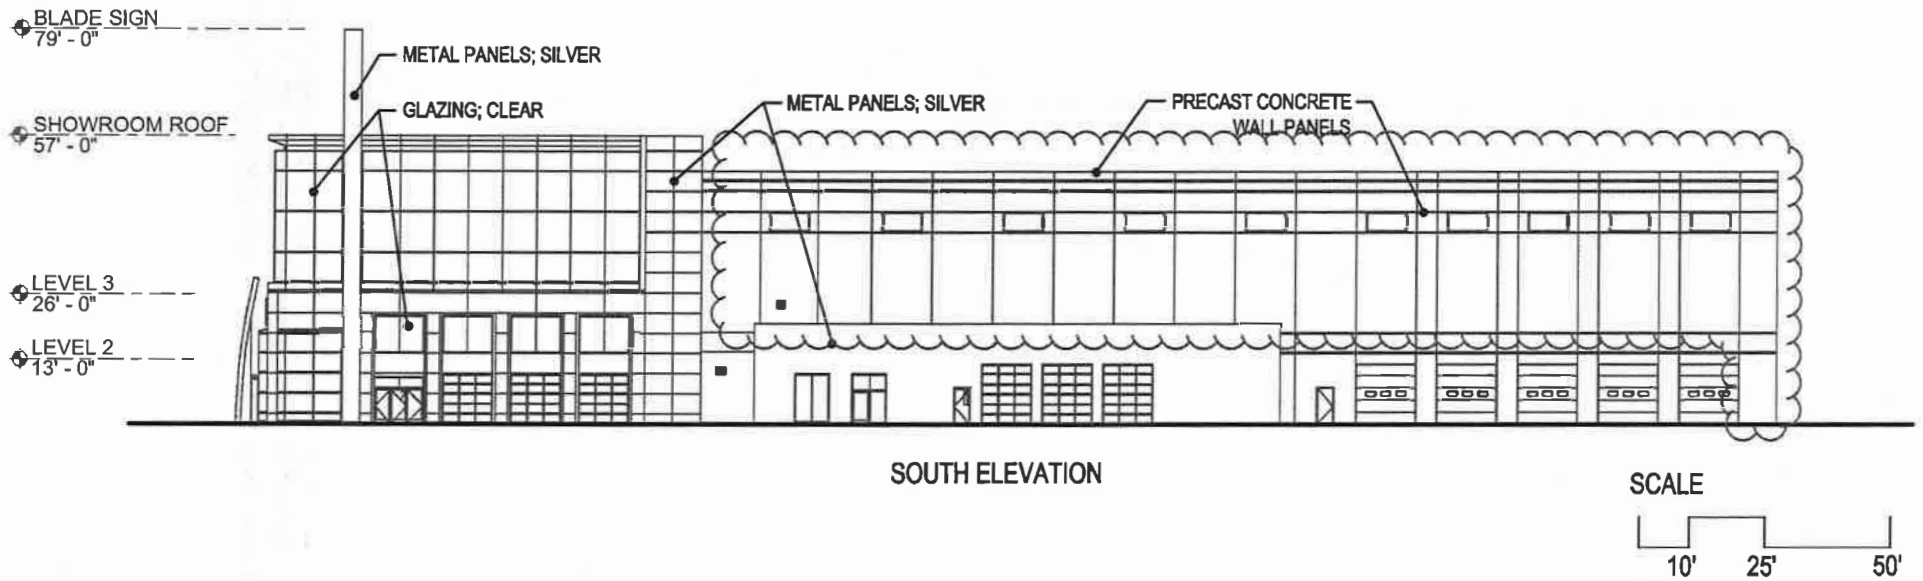 BLADE SIGN
79' - 0"
METAL PANELS; SILVER
GLAZING; CLEAR
METAL PANELS; SILVER
PRECAST CONCRETE
WALL PANELS
SHOWROOM ROOF
57' - 0"
LEVEL 3
26' - 0"
LEVEL 2
13' - 0"
SOUTH ELEVATION
SCALE
10' 25' 50'